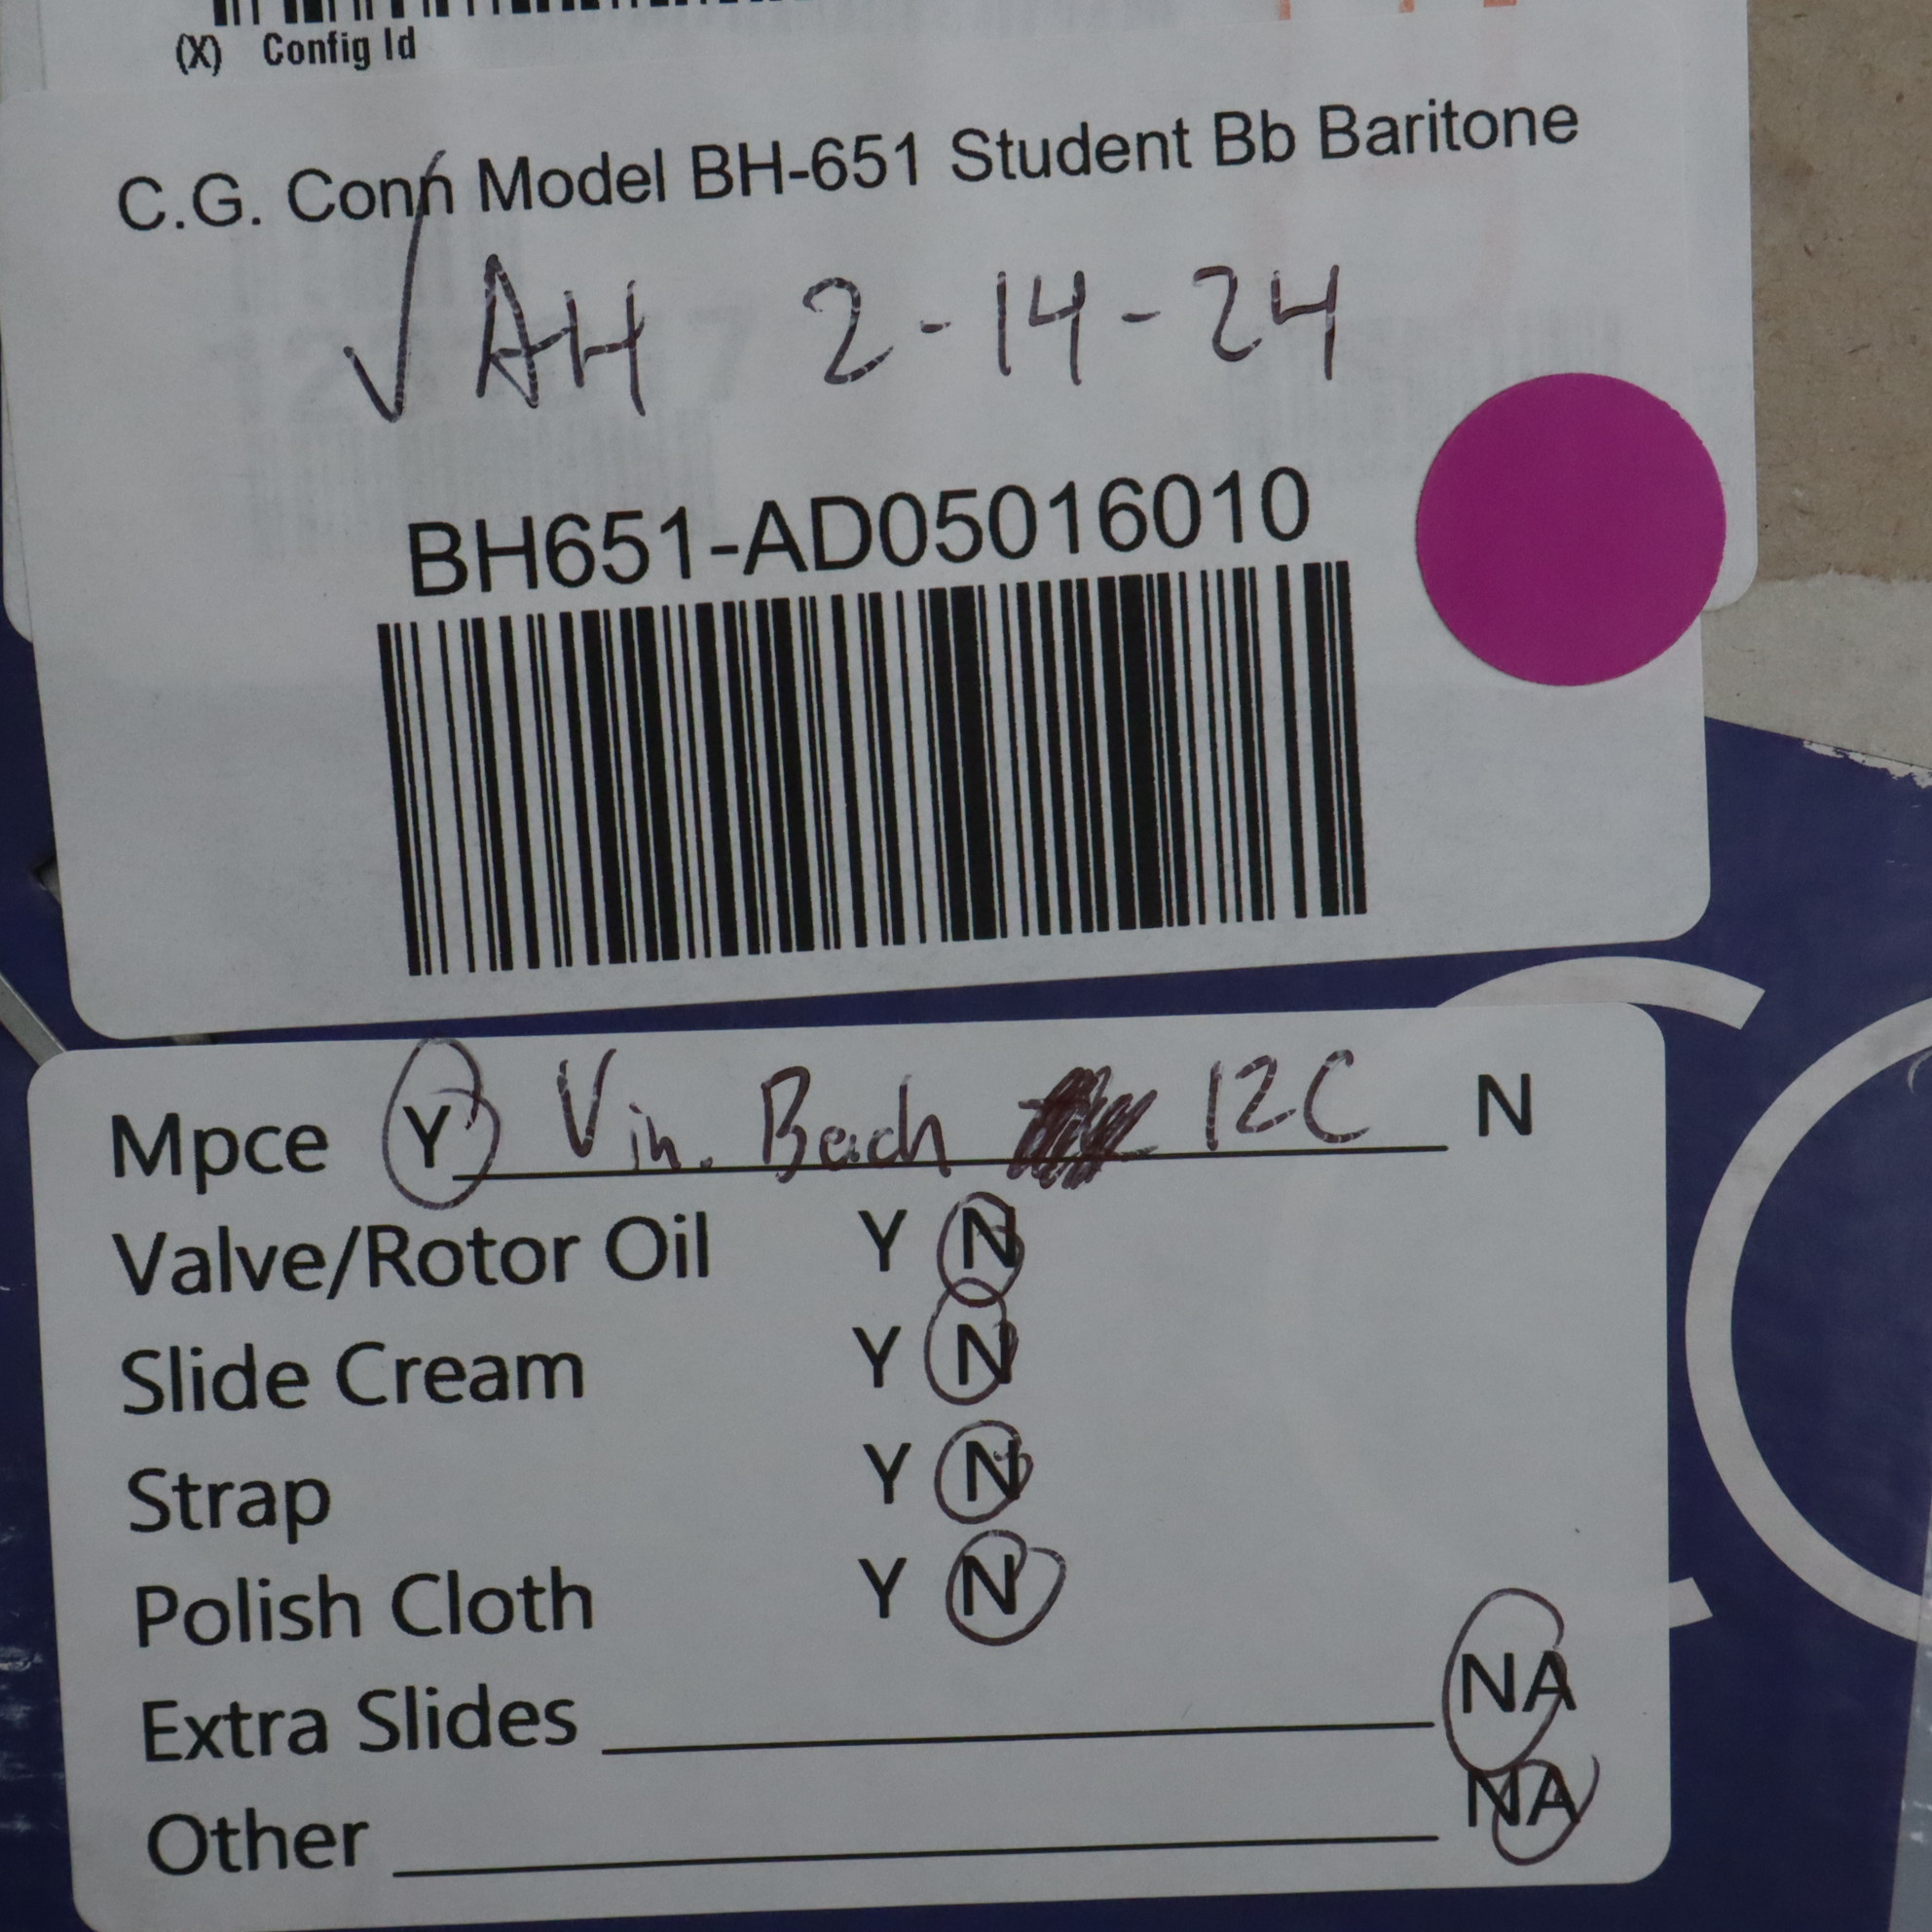 (X) Config Id
C.G. Conn Model BH-651 Student Bb Baritone
✓ AH 2-14-24
BH651-AD05016010
Mpce Y Vin. Bach 12C N
Valve/Rotor Oil Y N
Slide Cream Y N
Strap Y N
Polish Cloth Y N
Extra Slides NA
Other NA